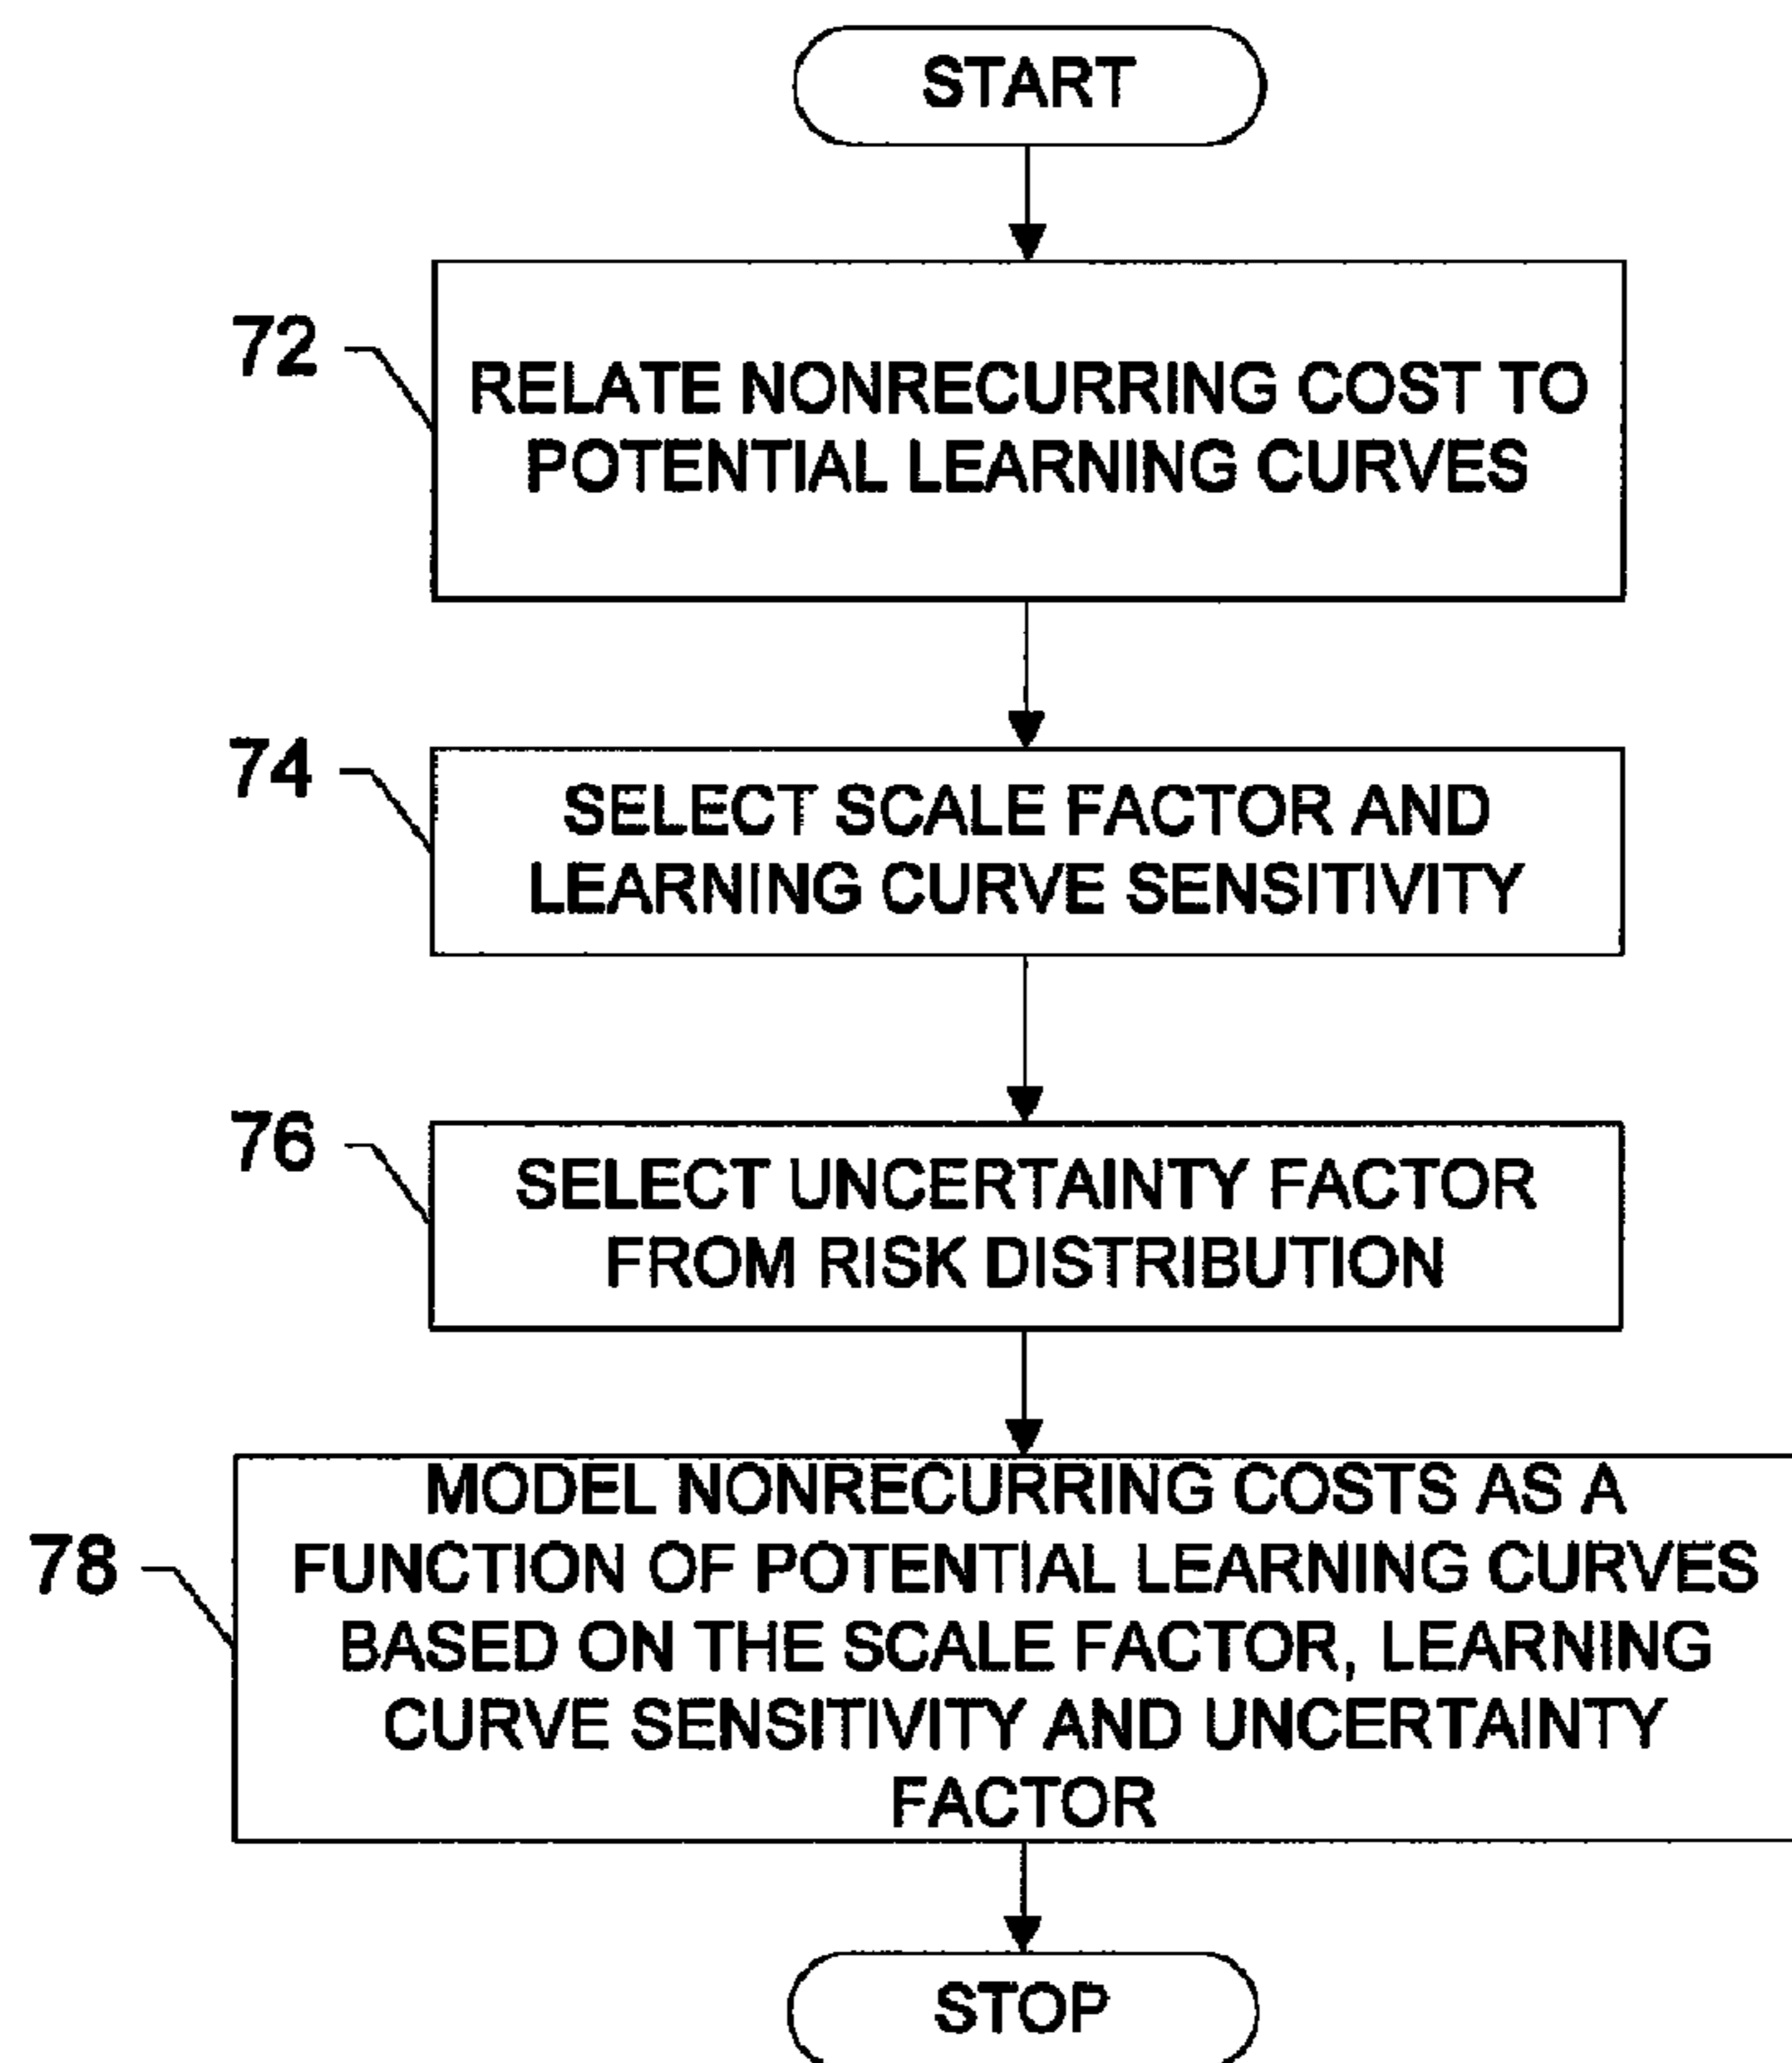 START
72
RELATE NONRECURRING COST TO
POTENTIAL LEARNING CURVES
74
SELECT SCALE FACTOR AND
LEARNING CURVE SENSITIVITY
76
SELECT UNCERTAINTY FACTOR
FROM RISK DISTRIBUTION
78
MODEL NONRECURRING COSTS AS A
FUNCTION OF POTENTIAL LEARNING CURVES
BASED ON THE SCALE FACTOR, LEARNING
CURVE SENSITIVITY AND UNCERTAINTY
FACTOR
STOP